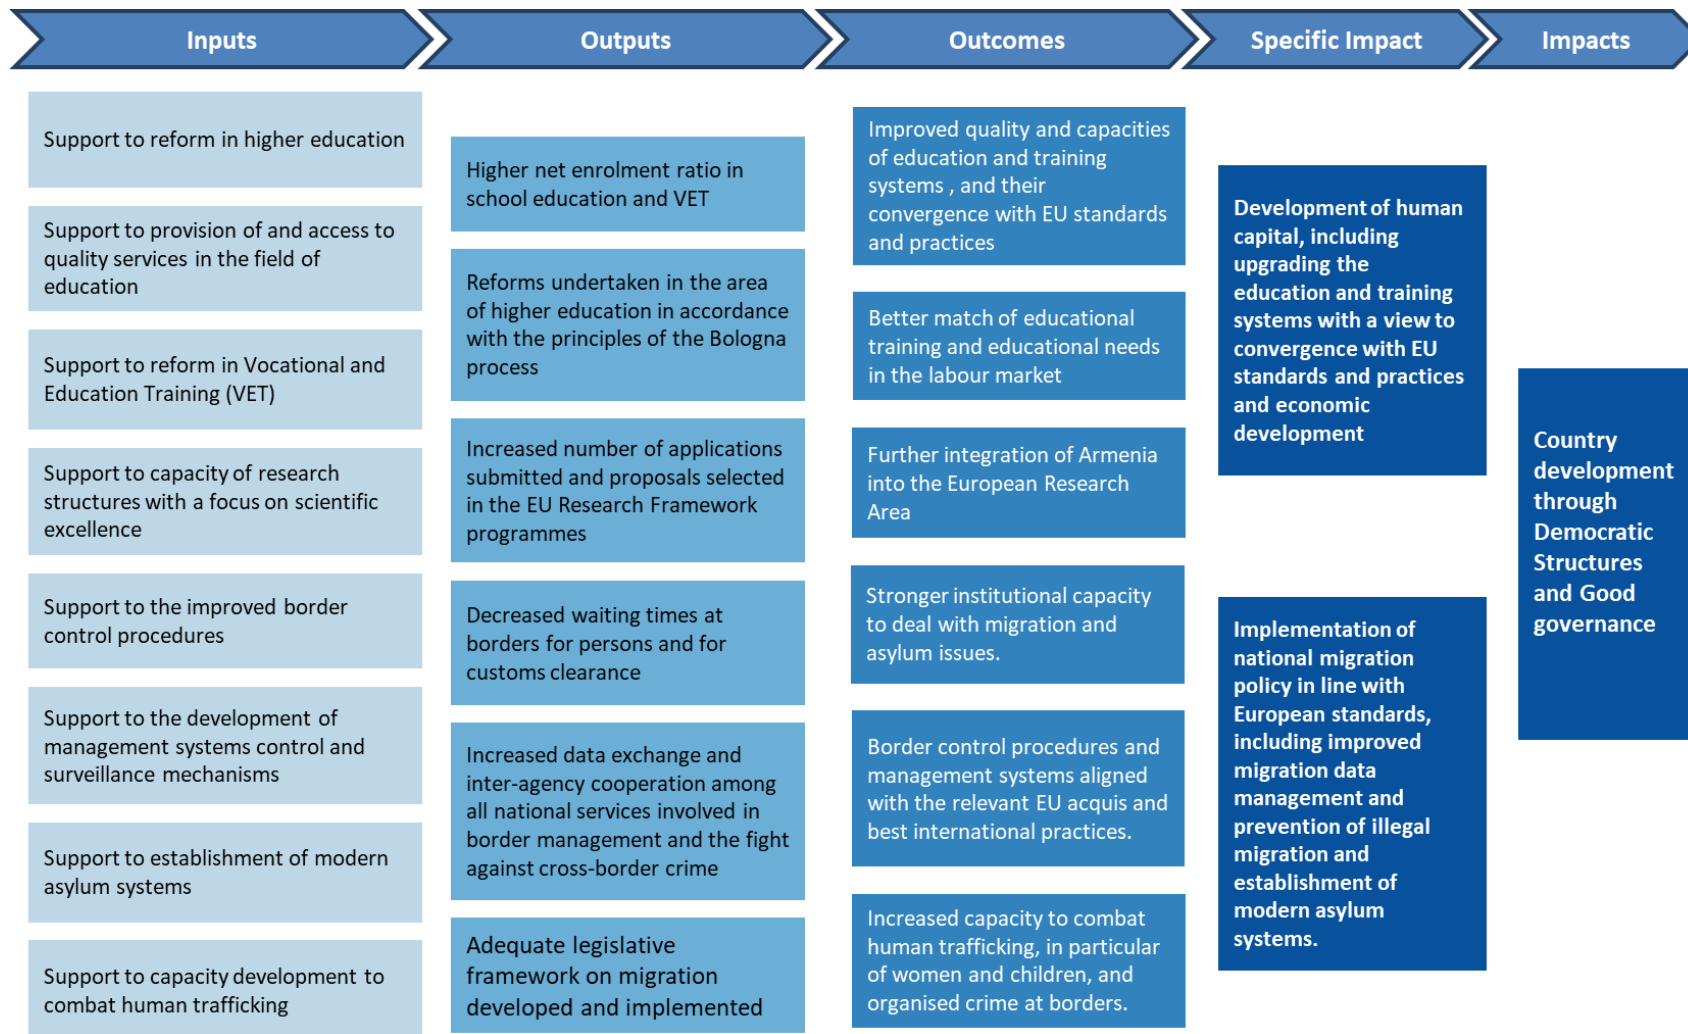 Inputs
Outputs
Outcomes
Specific Impact
Impacts
Support to reform in higher education
Support to provision of and access to
quality services in the field of
education
Support to reform in Vocational and
Education Training (VET)
Support to capacity of research
structures with a focus on scientific
excellence
Support to the improved border
control procedures
Support to the development of
management systems control and
surveillance mechanisms
Support to establishment of modern
asylum systems
Support to capacity development to
combat human trafficking
Higher net enrolment ratio in
school education and VET
Reforms undertaken in the area
of higher education in accordance
with the principles of the Bologna
process
Increased number of applications
submitted and proposals selected
in the EU Research Framework
programmes
Decreased waiting times at
borders for persons and for
customs clearance
Increased data exchange and
inter-agency cooperation among
all national services involved in
border management and the fight
against cross-border crime
Adequate legislative
framework on migration
developed and implemented
Improved quality and capacities
of education and training
systems , and their
convergence with EU standards
and practices
Better match of educational
training and educational needs
in the labour market
Further integration of Armenia
into the European Research
Area
Stronger institutional capacity
to deal with migration and
asylum issues.
Border control procedures and
management systems aligned
with the relevant EU acquis and
best international practices.
Increased capacity to combat
human trafficking, in particular
of women and children, and
organised crime at borders.
Development of human
capital, including
upgrading the
education and training
systems with a view to
convergence with EU
standards and practices
and economic
development
Implementation of
national migration
policy in line with
European standards,
including improved
migration data
management and
prevention of illegal
migration and
establishment of
modern asylum
systems.
Country
development
through
Democratic
Structures
and Good
governance